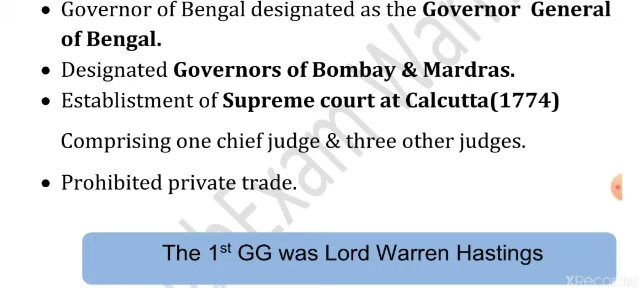 • Governor of Bengal designated as the Governor General
of Bengal.
• Designated Governors of Bombay & Mardras.
• Establistment of Supreme court at Calcutta(1774)
Comprising one chief judge & three other judges.
• Prohibited private trade.
The 1st GG was Lord Warren Hastings